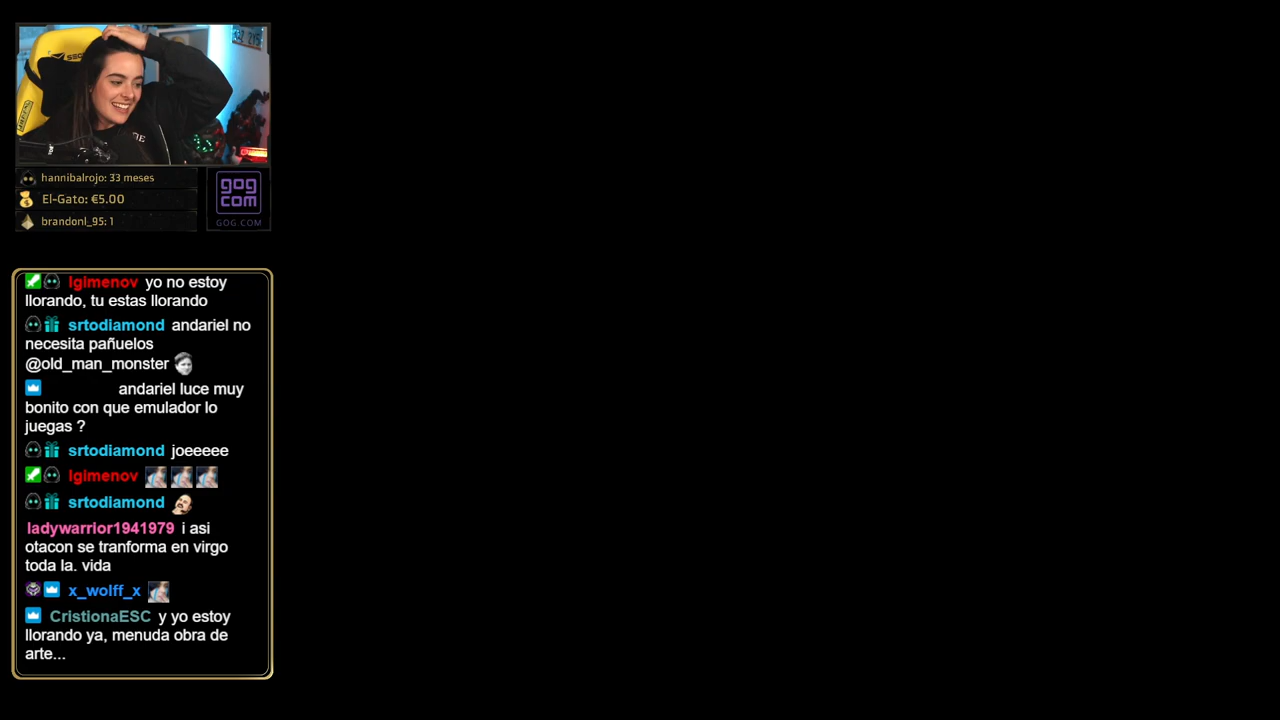 hannibalrojo: 33 meses
El-Gato: €5.00
brandonl_95: 1
gog
com
GOG.COM
Igimenov yo no estoy
llorando, tu estas llorando
srtodiamond andariel no
necesita pañuelos
@old_man_monster
andariel luce muy
bonito con que emulador lo
juegas ?
srtodiamond joeeeee
Igimenov
srtodiamond
ladywarrior1941979 i asi
otacon se tranforma en virgo
toda la. vida
x_wolff_x
CristionaESC y yo estoy
llorando ya, menuda obra de
arte...